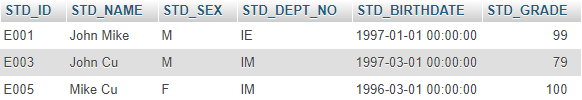 STD_ID STD_NAME STD_SEX STD_DEPT_NO STD_BIRTHDATE STD_GRADE
E001 John Mike M IE 1997-01-01 00:00:00 99
E003 John Cu M IM 1997-03-01 00:00:00 79
E005 Mike Cu F IM 1996-03-01 00:00:00 100